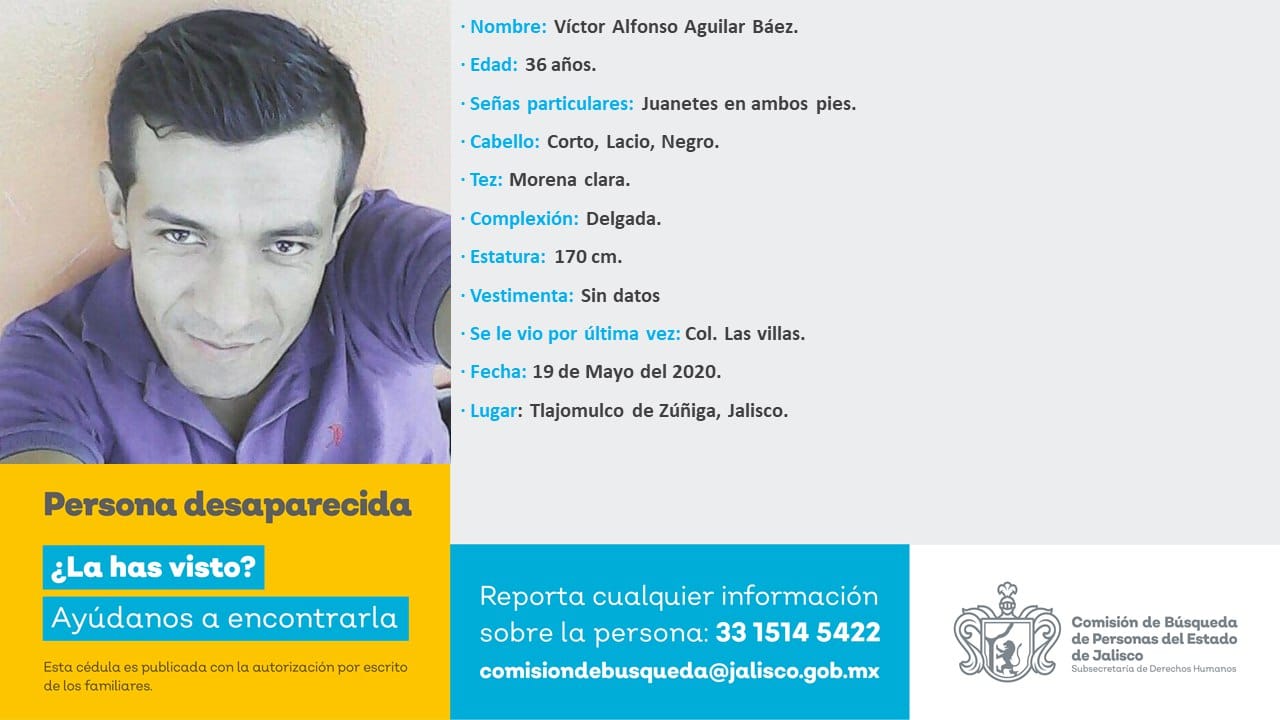 · Nombre: Víctor Alfonso Aguilar Báez.
· Edad: 36 años.
· Señas particulares: Juanetes en ambos pies.
· Cabello: Corto, Lacio, Negro.
· Tez: Morena clara.
· Complexión: Delgada.
· Estatura: 170 cm.
· Vestimenta: Sin datos
· Se le vio por última vez: Col. Las villas.
· Fecha: 19 de Mayo del 2020.
· Lugar: Tlajomulco de Zúñiga, Jalisco.
Persona desaparecida
¿La has visto?
Ayúdanos a encontrarla
Esta cédula es publicada con la autorización por escrito
de los familiares.
Reporta cualquier información
sobre la persona: 33 1514 5422
comisiondebusqueda@jalisco.gob.mx
Comisión de Búsqueda
de Personas del Estado
de Jalisco
Subsecretaría de Derechos Humanos